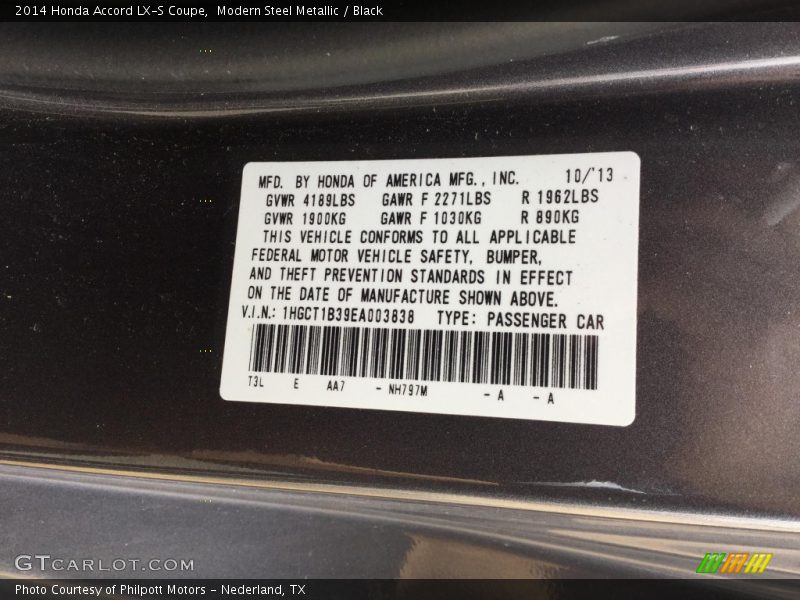 2014 Honda Accord LX-S Coupe,  Modern Steel Metallic / Black
MFD. BY HONDA OF AMERICA MFG., INC. 10/'13
GVWR 4189LBS GAWR F 2271LBS R 1962LBS
GVWR 1900KG GAWR F 1030KG R 890KG
THIS VEHICLE CONFORMS TO ALL APPLICABLE
FEDERAL MOTOR VEHICLE SAFETY, BUMPER,
AND THEFT PREVENTION STANDARDS IN EFFECT
ON THE DATE OF MANUFACTURE SHOWN ABOVE.
V.I.N.: 1HGCT1B39EA003838 TYPE: PASSENGER CAR
T3L E AA7 - NH797M - A - A
GTCARLOT.COM
Photo Courtesy of Philpott Motors - Nederland, TX